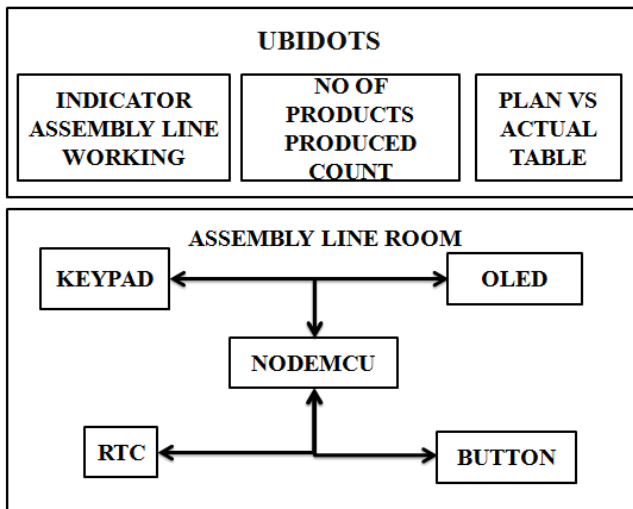 UBIDOTS
INDICATOR
ASSEMBLY LINE
WORKING
NO OF
PRODUCTS
PRODUCED
COUNT
PLAN VS
ACTUAL
TABLE
ASSEMBLY LINE ROOM
KEYPAD
OLED
NODEMCU
RTC
BUTTON